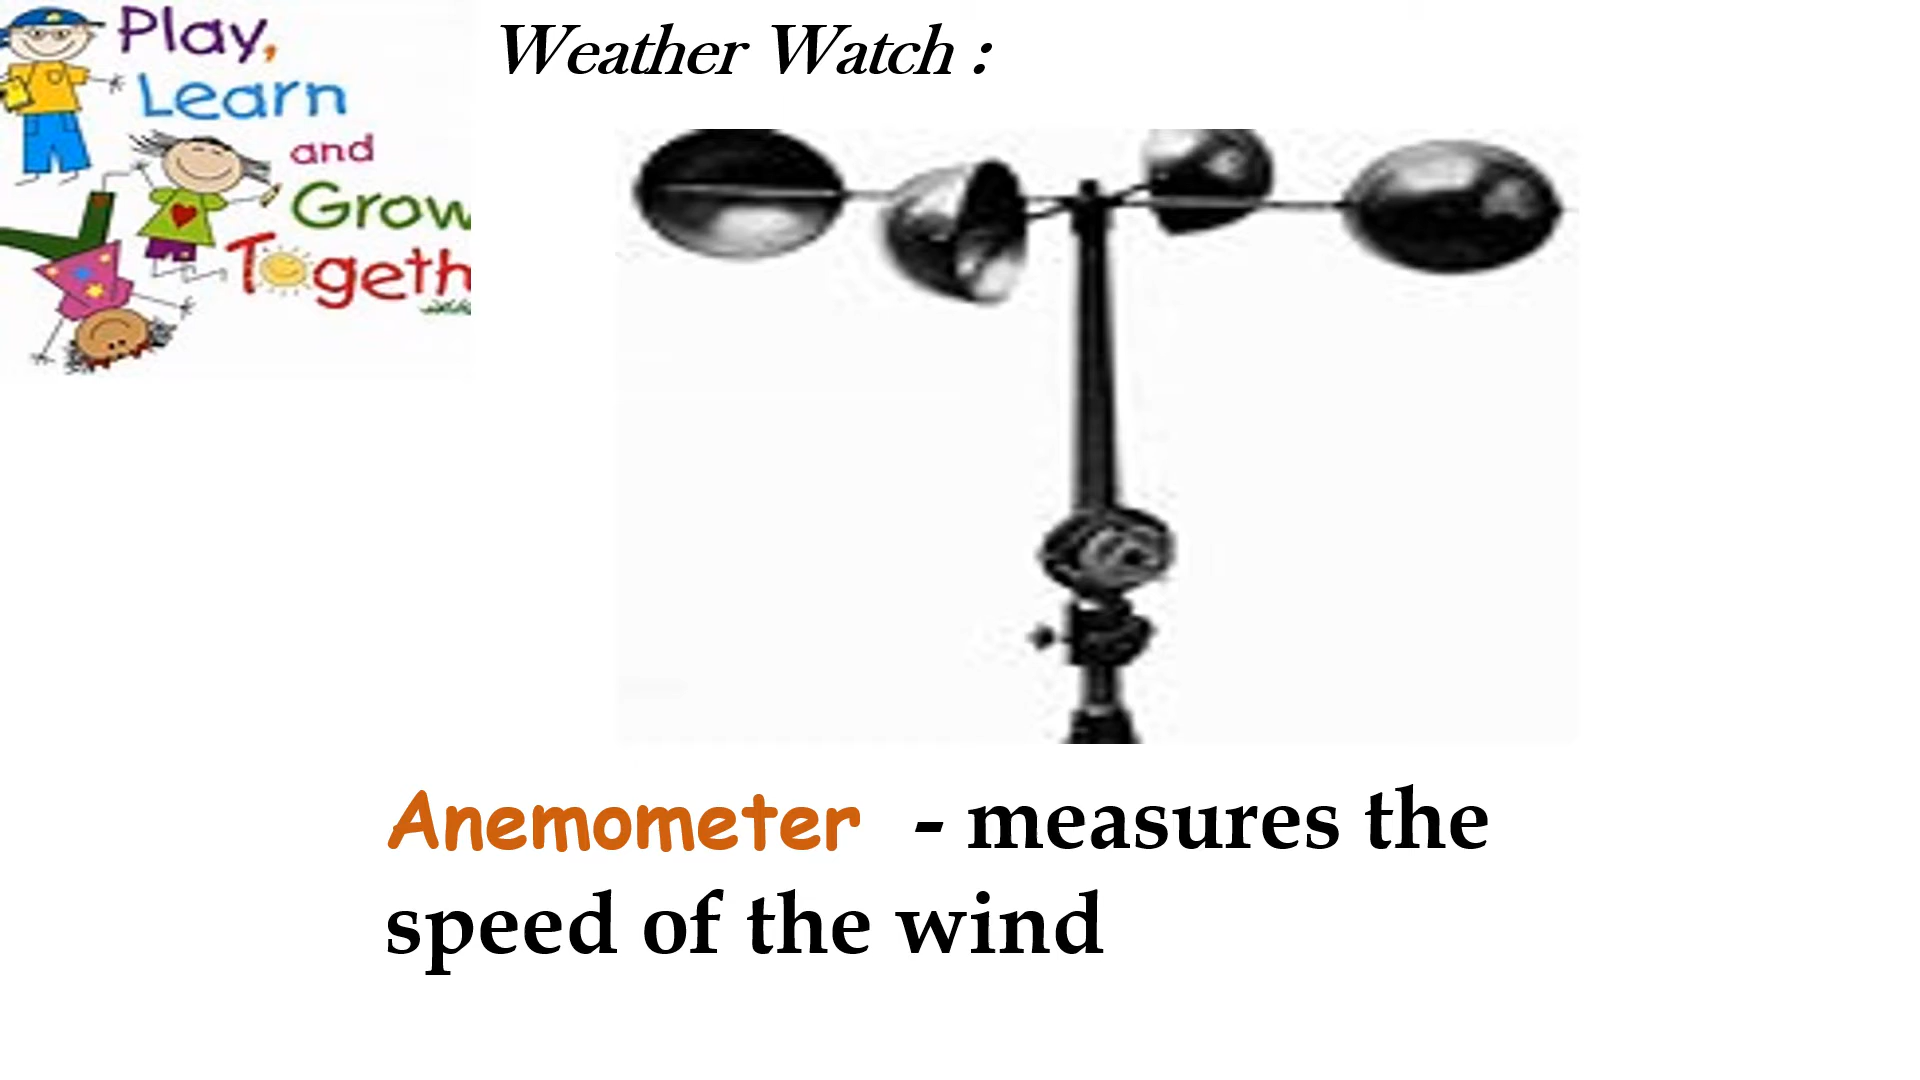 Play,
Learn
and
Grow
Togeth
Weather Watch :
Anemometer - measures the
speed of the wind